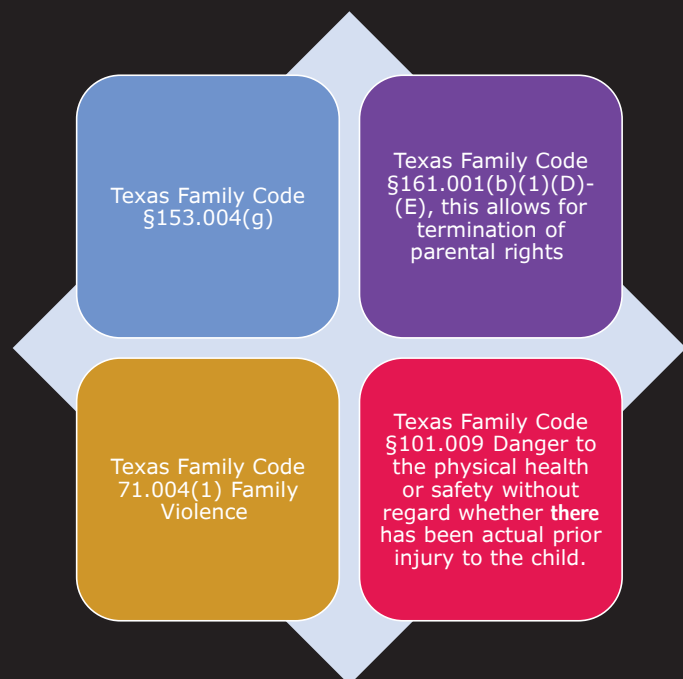 Texas Family Code
§153.004(g)
Texas Family Code
§161.001(b)(1)(D)-
(E), this allows for
termination of
parental rights
Texas Family Code
71.004(1) Family
Violence
Texas Family Code
§101.009 Danger to
the physical health
or safety without
regard whether there
has been actual prior
injury to the child.